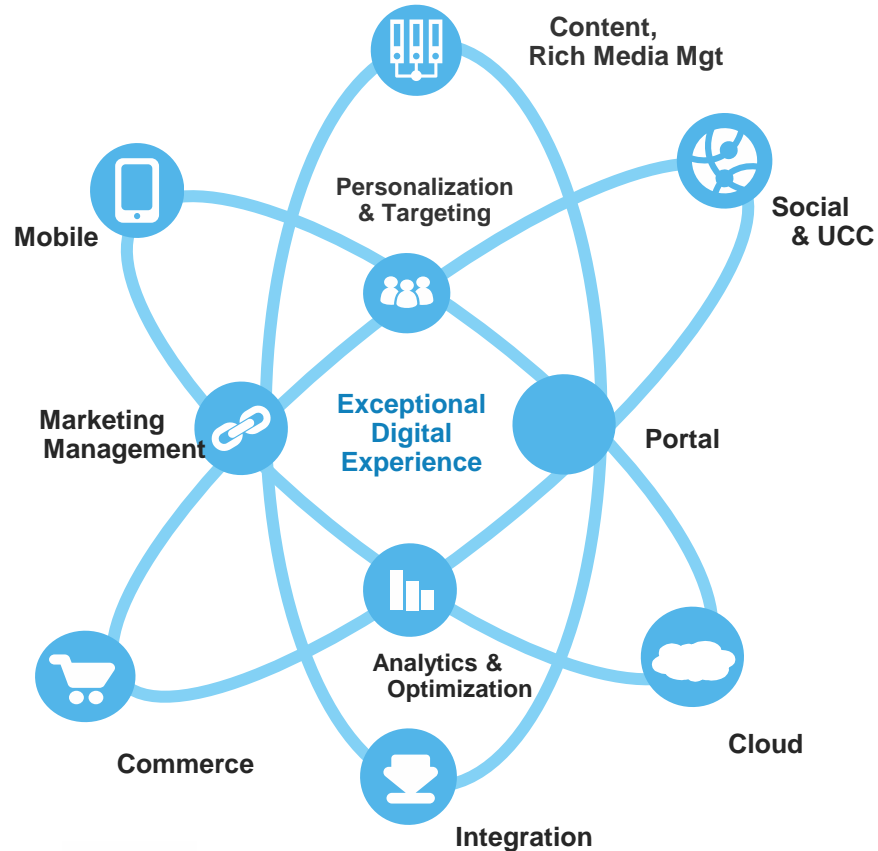 Content,
Rich Media Mgt
Personalization
& Targeting
Mobile
Social
& UCC
Marketing
Management
Exceptional
Digital
Experience
Portal
Analytics &
Optimization
Commerce
Cloud
Integration